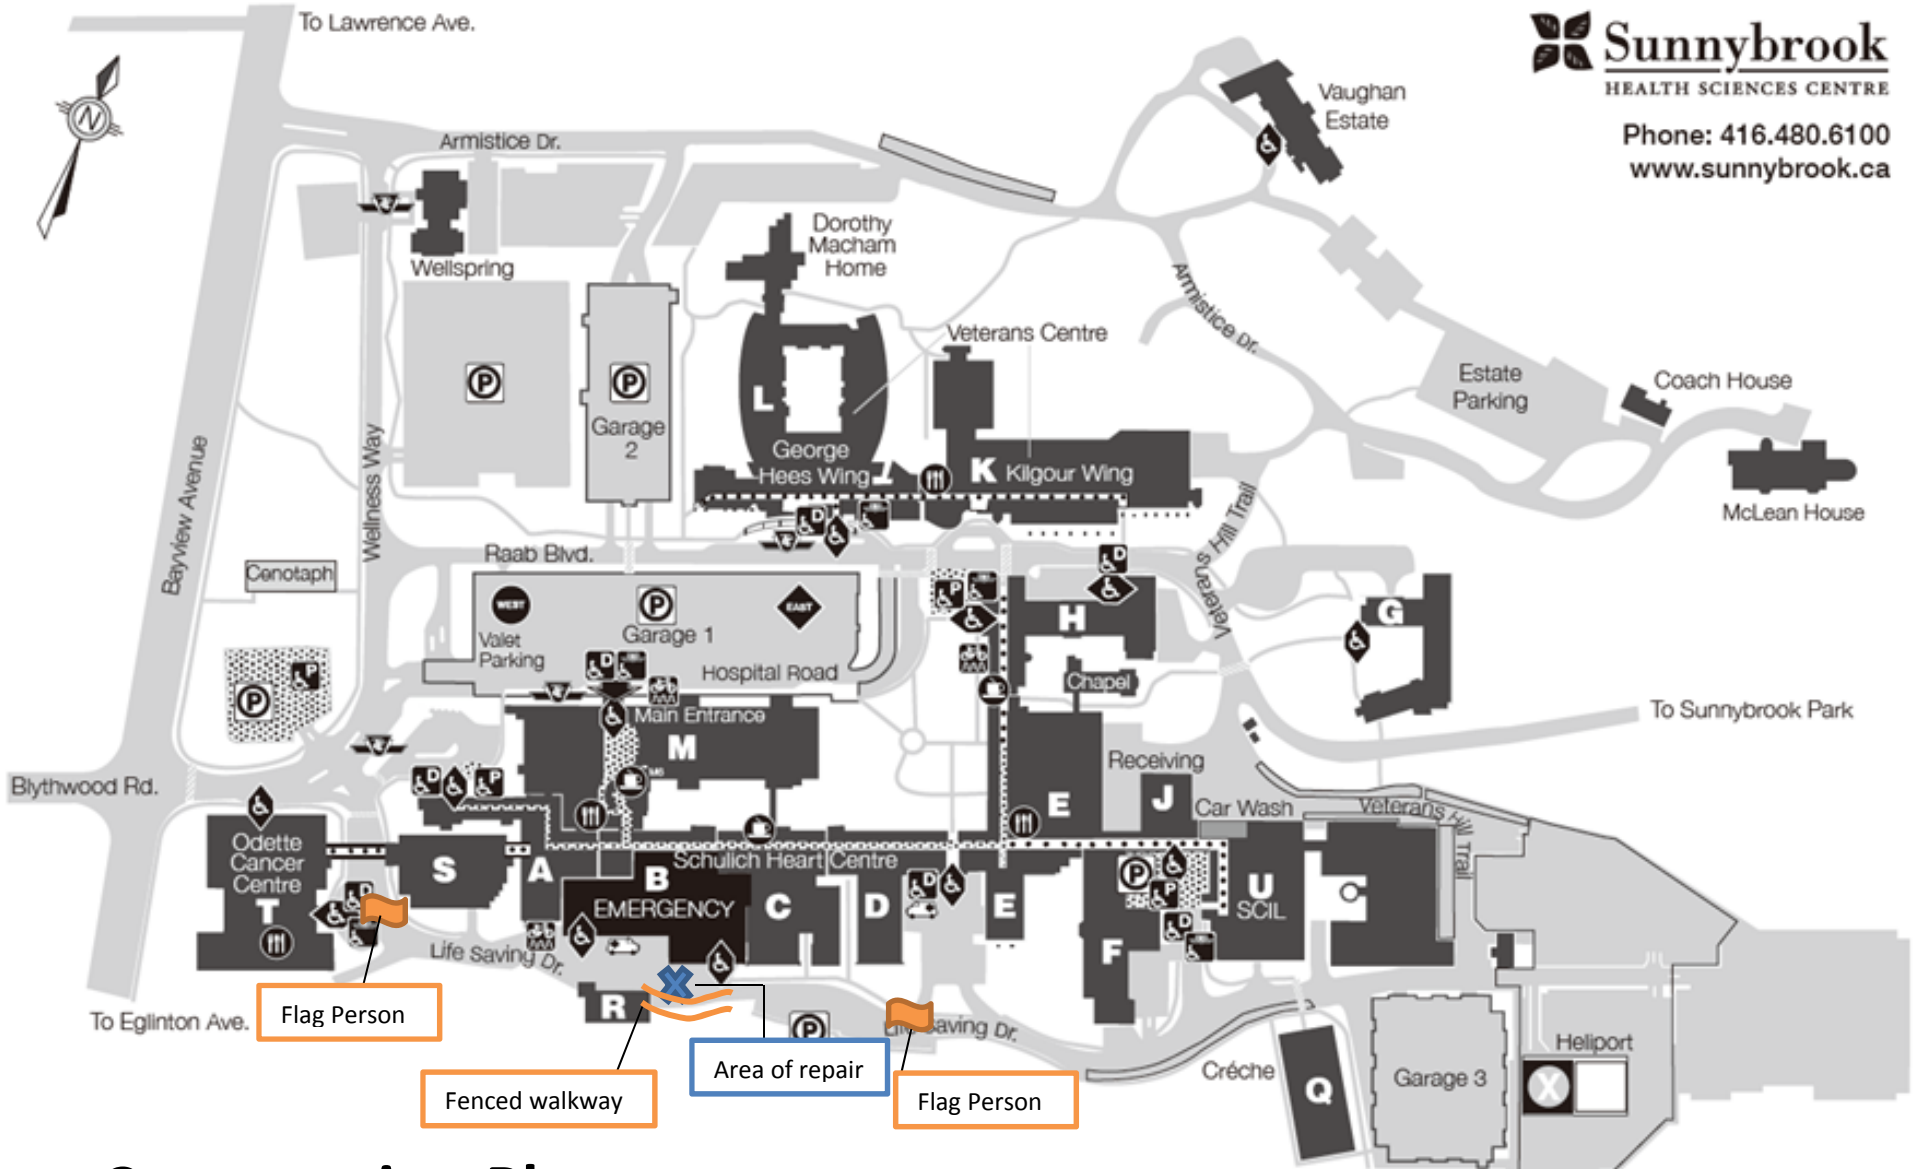 To Lawrence Ave.
Sunnybrook
HEALTH SCIENCES CENTRE
Phone: 416.480.6100
www.sunnybrook.ca
N
Vaughan
Estate
Armistice Dr.
Wellspring
Dorothy
Macham
Home
Armistice Dr.
Veterans Centre
P
P
Garage
2
L
George
Hees Wing
K Kilgour Wing
Estate
Parking
Coach House
McLean House
Bayview Avenue
Wellness Way
Veterans Hill Trail
Raab Blvd.
D
D
Cenotaph
WEST
P
EAST
Garage 1
Valet
Parking
Hospital Road
D
P
H
G
Chapel
P
P
Main Entrance
M
To Sunnybrook Park
Blythwood Rd.
D
P
Receiving
E
J
Car Wash
Veterans Hill
Trail
Odette
Cancer
Centre
T
S
A
Schulich Heart Centre
B
EMERGENCY
C
D
D
E
P
P
D
U
SCIL
F
D
Life Saving Dr.
R
P
Life Saving Dr.
To Eglinton Ave.
Flag Person
Fenced walkway
Area of repair
Flag Person
Créche
Q
Garage 3
Heliport
X